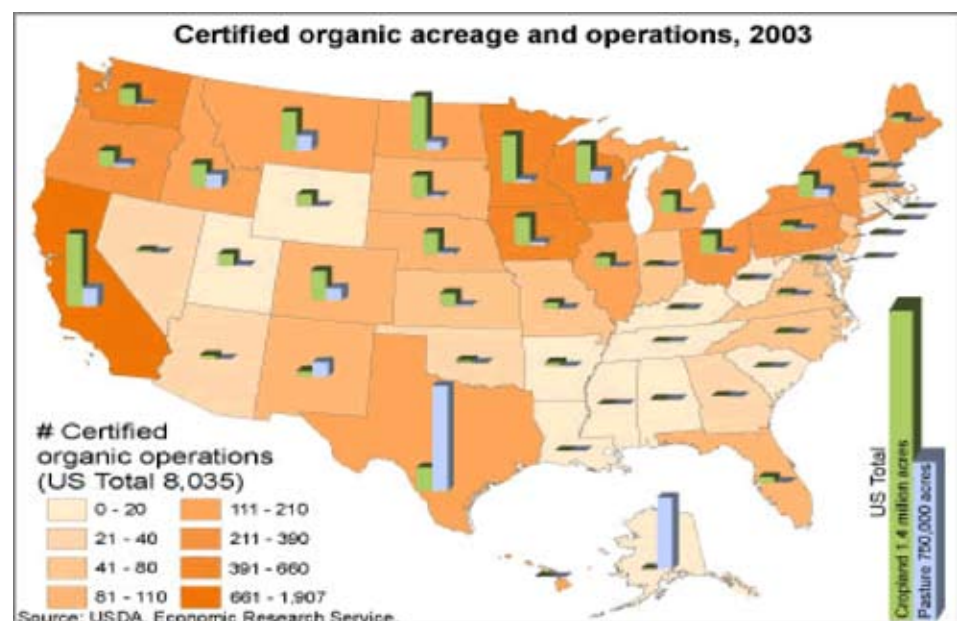 Certified organic acreage and operations, 2003
# Certified
organic operations
(US Total 8,035)
0 - 20
111 - 210
21 - 40
211 - 390
41 - 80
391 - 660
81 - 110
661 - 1,907
Source: USDA, Economic Research Service
US Total
Cropland 1.4 million acres
Pasture 750,000 acres